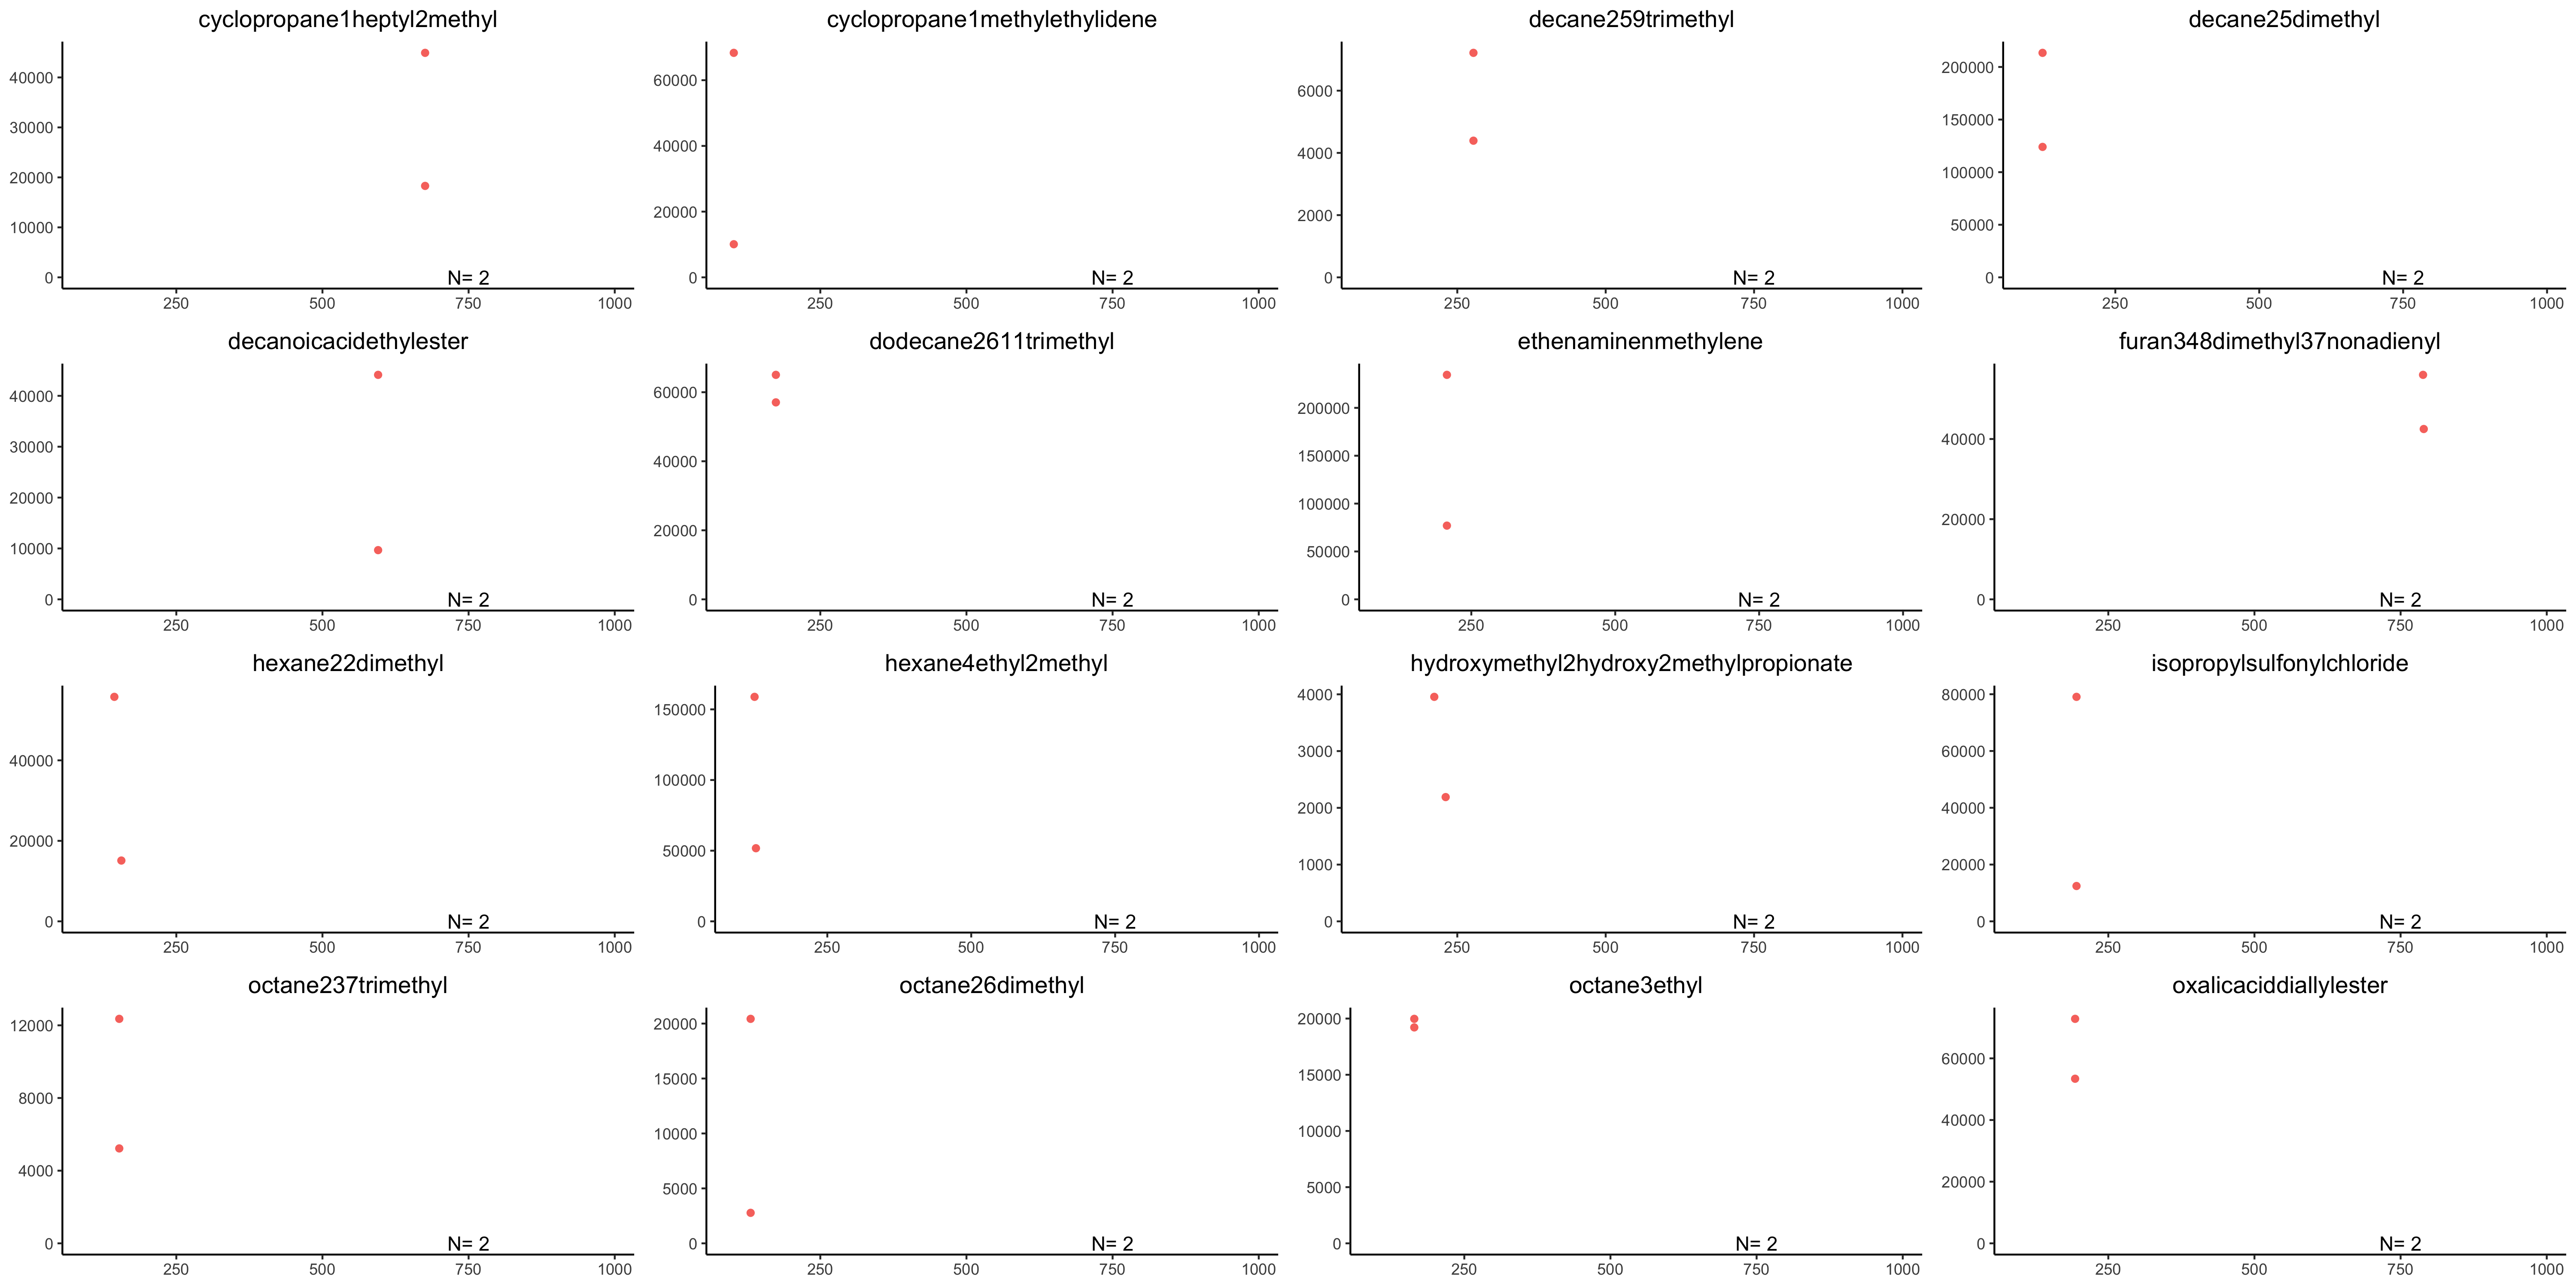 cyclopropane1heptyl2methyl
40000
30000
20000
10000
0
N= 2
250 500 750 1000
cyclopropane1methylethylidene
60000
40000
20000
0
N= 2
250 500 750 1000
decane259trimethyl
6000
4000
2000
0
N= 2
250 500 750 1000
decane25dimethyl
200000
150000
100000
50000
0
N= 2
250 500 750 1000
decanoicacidethylester
40000
30000
20000
10000
0
N= 2
250 500 750 1000
dodecane2611trimethyl
60000
40000
20000
0
N= 2
250 500 750 1000
ethenaminenmethylene
200000
150000
100000
50000
0
N= 2
250 500 750 1000
furan348dimethyl37nonadienyl
40000
20000
0
N= 2
250 500 750 1000
hexane22dimethyl
40000
20000
0
N= 2
250 500 750 1000
hexane4ethyl2methyl
150000
100000
50000
0
N= 2
250 500 750 1000
hydroxymethyl2hydroxy2methylpropionate
4000
3000
2000
1000
0
N= 2
250 500 750 1000
isopropylsulfonylchloride
80000
60000
40000
20000
0
N= 2
250 500 750 1000
octane237trimethyl
12000
8000
4000
0
N= 2
250 500 750 1000
octane26dimethyl
20000
15000
10000
5000
0
N= 2
250 500 750 1000
octane3ethyl
20000
15000
10000
5000
0
N= 2
250 500 750 1000
oxalicaciddiallylester
60000
40000
20000
0
N= 2
250 500 750 1000